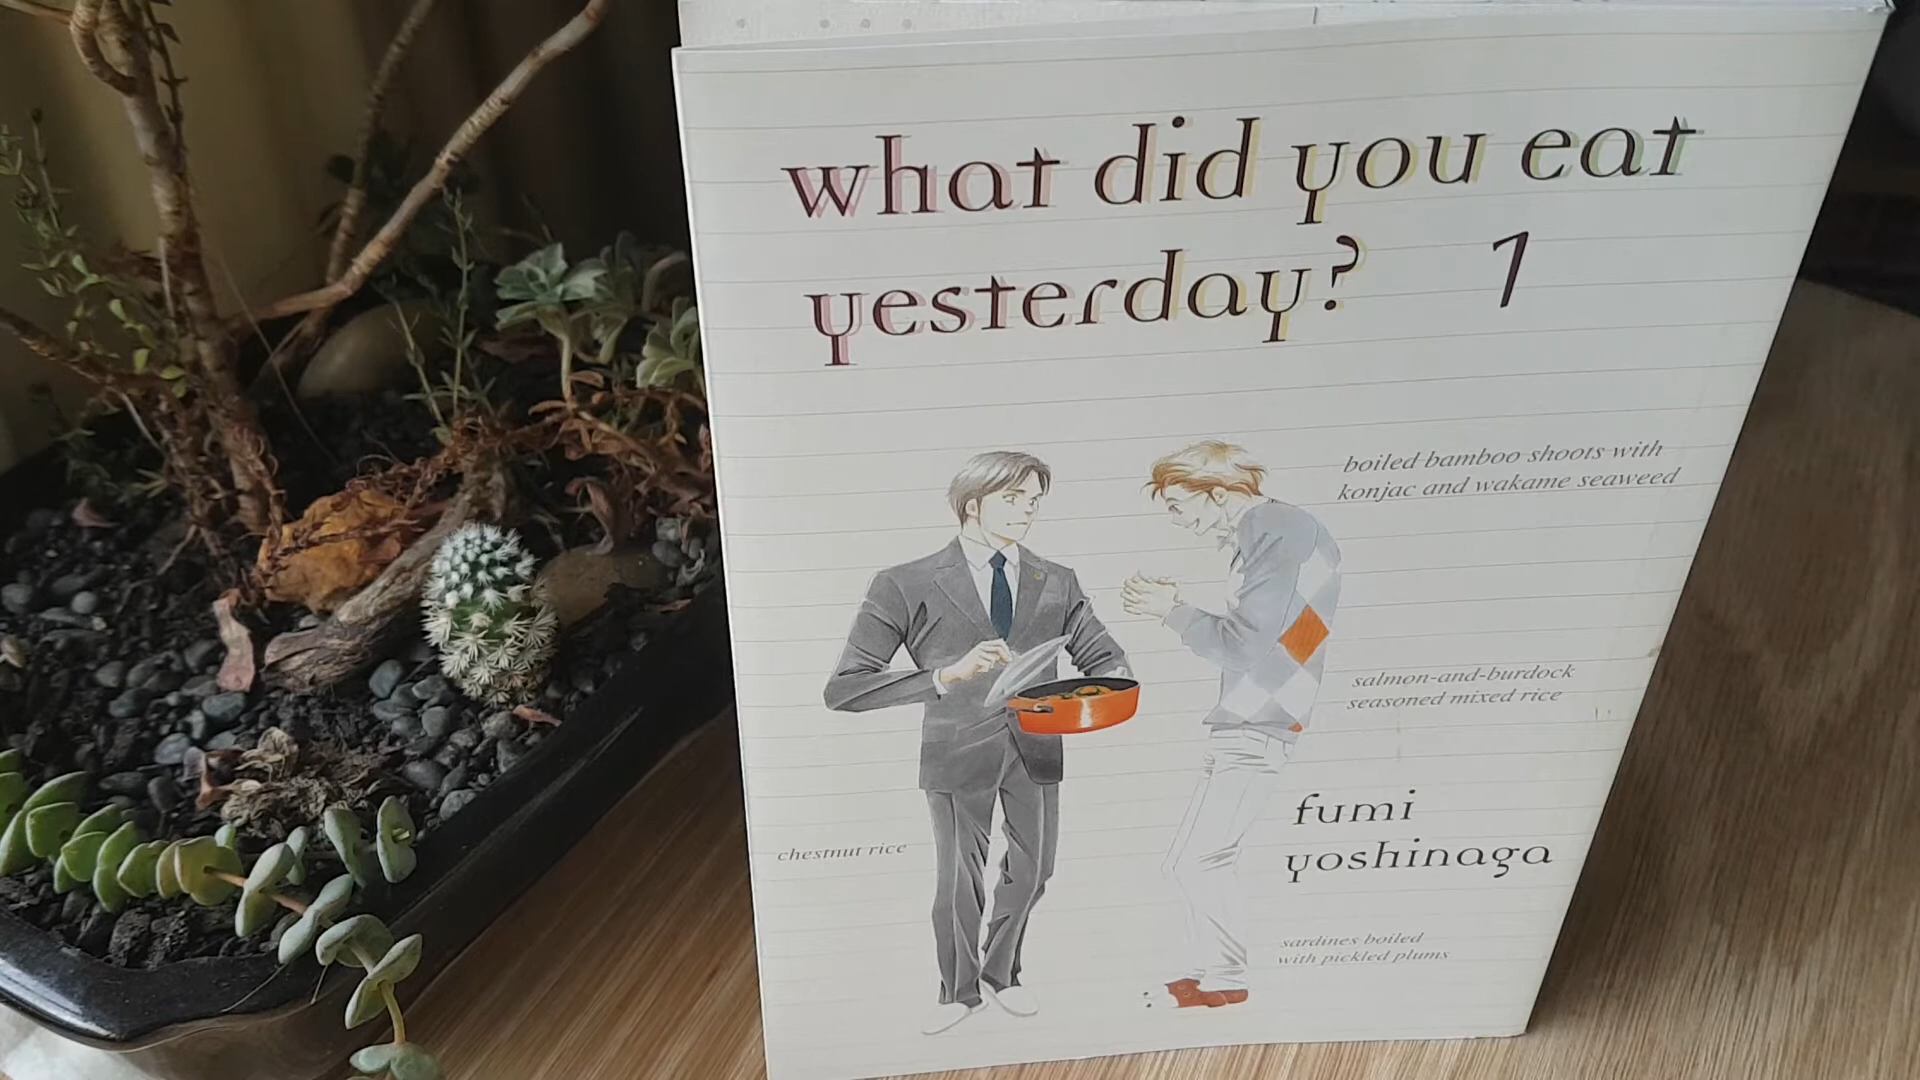 what did you eat
yesterday? 1
boiled bamboo shoots with
konjac and wakame seaweed
salmon-and-burdock
seasoned mixed rice
fumi
yoshinaga
chestnut rice
sardines boiled
with pickled plums